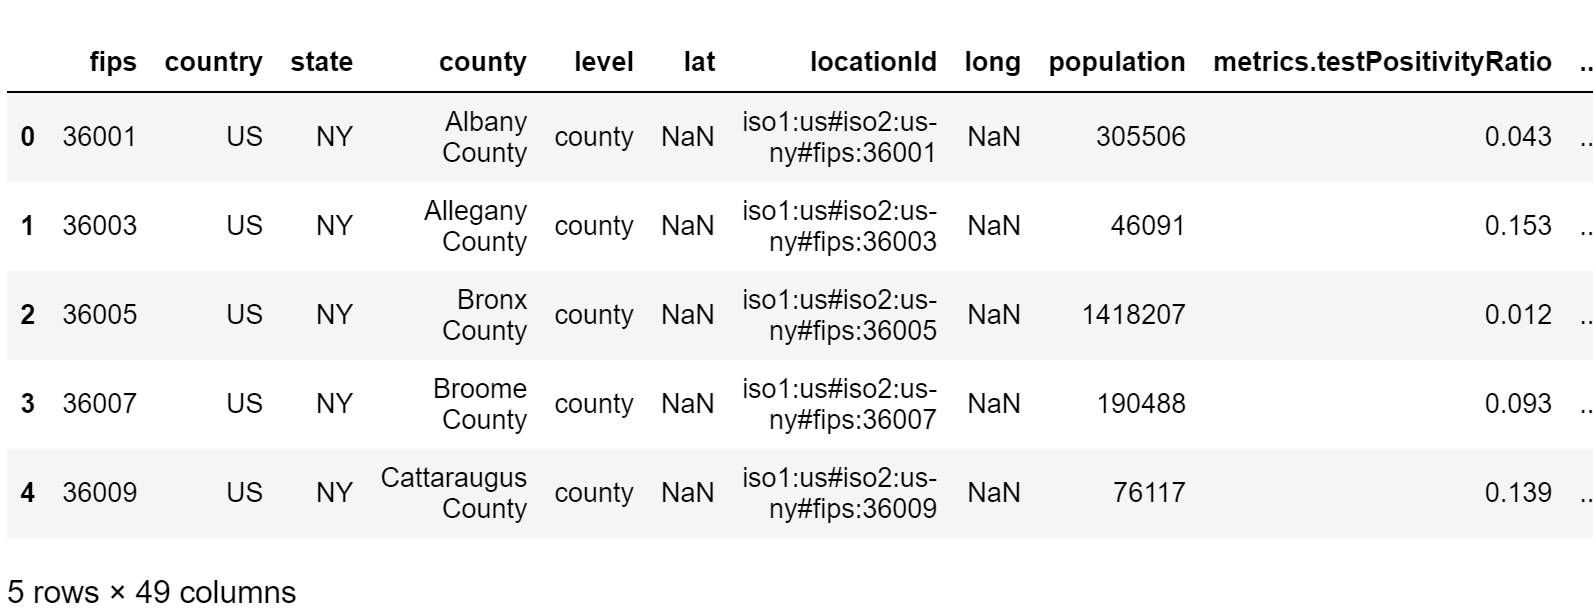 fips country state county level lat locationId long population metrics.testPositivityRatio ..
0 36001 US NY Albany County county NaN iso1:us#iso2:us-ny#fips:36001 NaN 305506 0.043 ..
1 36003 US NY Allegany County county NaN iso1:us#iso2:us-ny#fips:36003 NaN 46091 0.153 ..
2 36005 US NY Bronx County county NaN iso1:us#iso2:us-ny#fips:36005 NaN 1418207 0.012 ..
3 36007 US NY Broome County county NaN iso1:us#iso2:us-ny#fips:36007 NaN 190488 0.093 ..
4 36009 US NY Cattaraugus County county NaN iso1:us#iso2:us-ny#fips:36009 NaN 76117 0.139 ..
5 rows × 49 columns